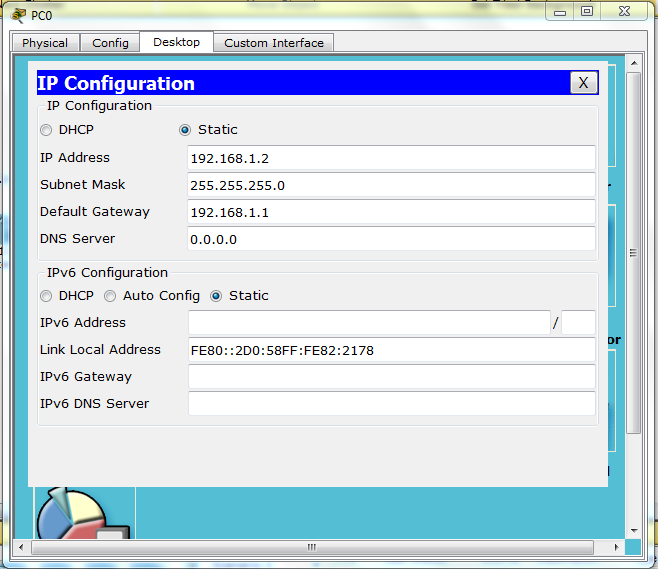 PC0
Physical Config Desktop Custom Interface
IP Configuration X
IP Configuration
DHCP Static
IP Address 192.168.1.2
Subnet Mask 255.255.255.0
Default Gateway 192.168.1.1
DNS Server 0.0.0.0
IPv6 Configuration
DHCP Auto Config Static
IPv6 Address /
Link Local Address FE80::2D0:58FF:FE82:2178
IPv6 Gateway
IPv6 DNS Server
or